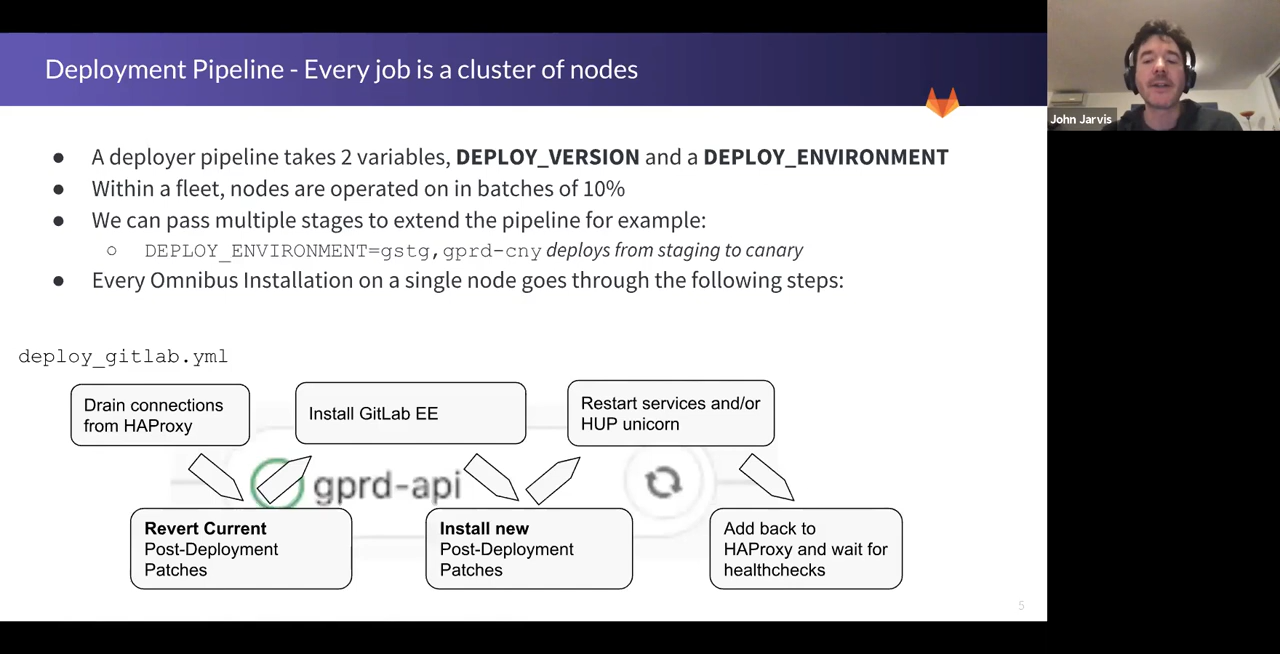 Deployment Pipeline - Every job is a cluster of nodes
John Jarvis
● A deployer pipeline takes 2 variables, DEPLOY_VERSION and a DEPLOY_ENVIRONMENT
● Within a fleet, nodes are operated on in batches of 10%
● We can pass multiple stages to extend the pipeline for example:
○ DEPLOY_ENVIRONMENT=gstg,gprd-cny deploys from staging to canary
● Every Omnibus Installation on a single node goes through the following steps:
deploy_gitlab.yml
Drain connections
from HAProxy
Revert Current
Post-Deployment
Patches
Install GitLab EE
Install new
Post-Deployment
Patches
Restart services and/or
HUP unicorn
Add back to
HAProxy and wait for
healthchecks
gprd-api
5